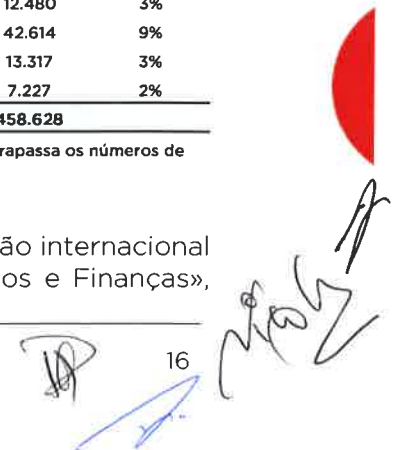 12.480 3%
42.614 9%
13.317 3%
7.227 2%
458.628
rapassa os números de
ão internacional
os e Finanças»,
16